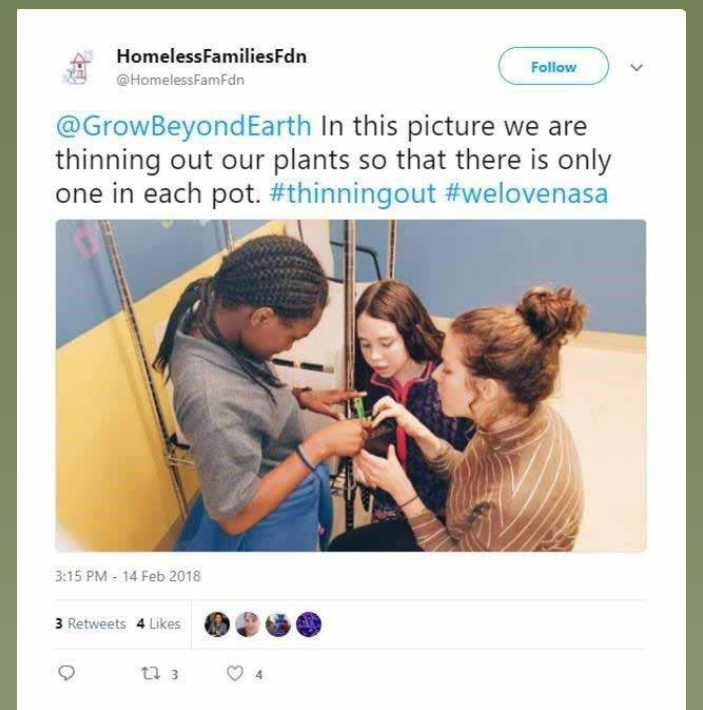 HomelessFamiliesFdn
@HomelessFamFdn
Follow
@GrowBeyondEarth In this picture we are
thinning out our plants so that there is only
one in each pot. #thinningout #welovenasa
3:15 PM - 14 Feb 2018
3 Retweets 4 Likes
3 4